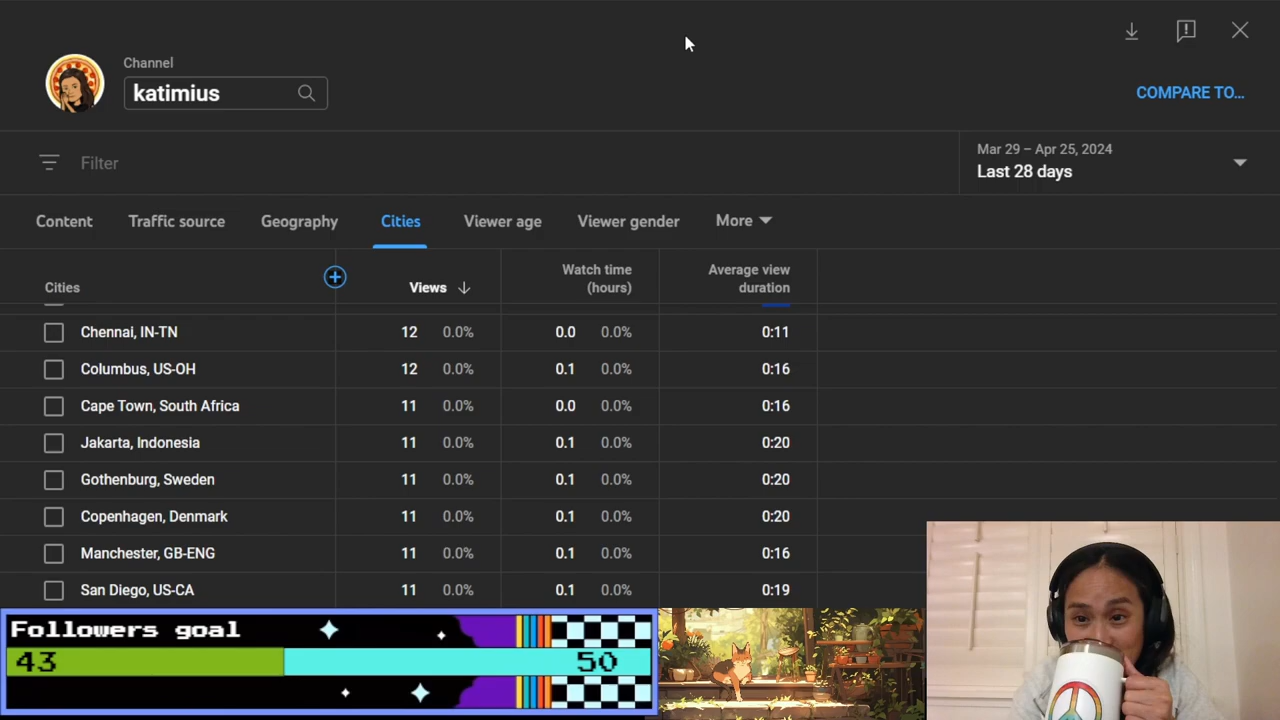 Channel
katimius
COMPARE TO...
Filter
Mar 29 – Apr 25, 2024
Last 28 days
Content Traffic source Geography Cities Viewer age Viewer gender More
Cities Views Watch time (hours) Average view duration
Chennai, IN-TN 12 0.0% 0.0 0.0% 0:11
Columbus, US-OH 12 0.0% 0.1 0.0% 0:16
Cape Town, South Africa 11 0.0% 0.0 0.0% 0:16
Jakarta, Indonesia 11 0.0% 0.1 0.0% 0:20
Gothenburg, Sweden 11 0.0% 0.1 0.0% 0:20
Copenhagen, Denmark 11 0.0% 0.1 0.0% 0:20
Manchester, GB-ENG 11 0.0% 0.1 0.0% 0:16
San Diego, US-CA 11 0.0% 0.1 0.0% 0:19
Followers goal
43 50